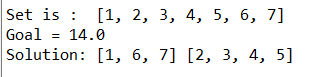 Set is :  [1, 2, 3, 4, 5, 6, 7]
Goal = 14.0
Solution: [1, 6, 7] [2, 3, 4, 5]